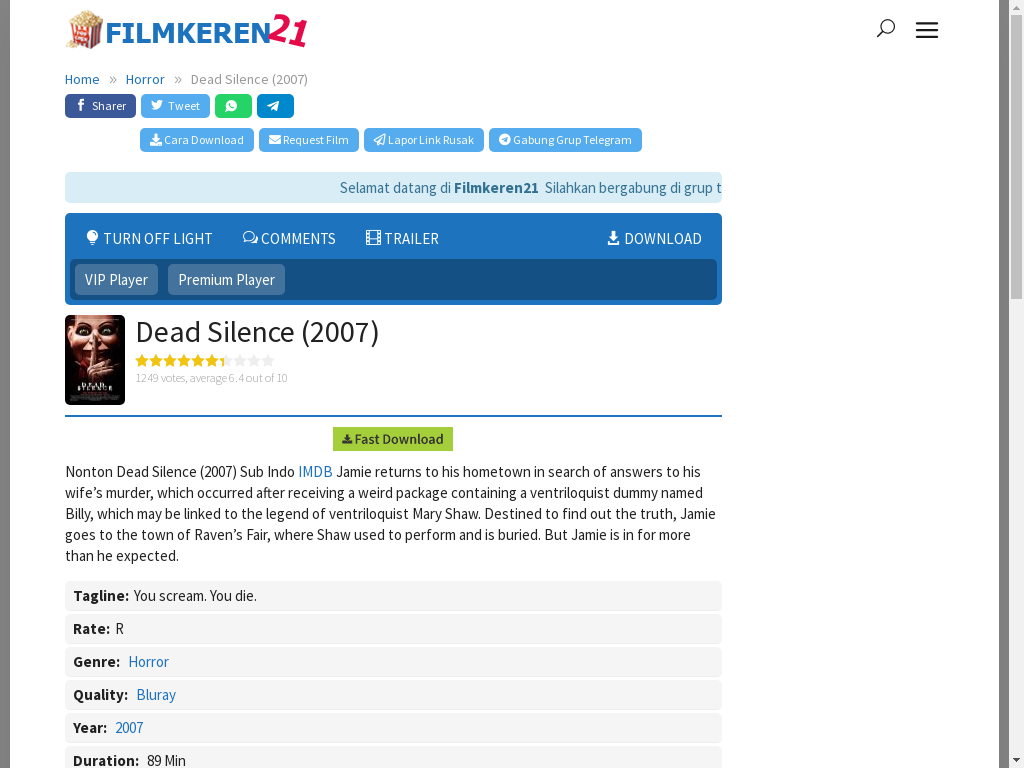 FILMKEREN21
Home » Horror » Dead Silence (2007)
Sharer Tweet
Cara Download Request Film Lapor Link Rusak Gabung Grup Telegram
Selamat datang di Filmkeren21 Silahkan bergabung di grup t
TURN OFF LIGHT COMMENTS TRAILER DOWNLOAD
VIP Player Premium Player
DEAD
SILENCE
Dead Silence (2007)
1249 votes, average 6.4 out of 10
Fast Download
Nonton Dead Silence (2007) Sub Indo IMDB Jamie returns to his hometown in search of answers to his
wife’s murder, which occurred after receiving a weird package containing a ventriloquist dummy named
Billy, which may be linked to the legend of ventriloquist Mary Shaw. Destined to find out the truth, Jamie
goes to the town of Raven’s Fair, where Shaw used to perform and is buried. But Jamie is in for more
than he expected.
Tagline: You scream. You die.
Rate: R
Genre: Horror
Quality: Bluray
Year: 2007
Duration: 89 Min